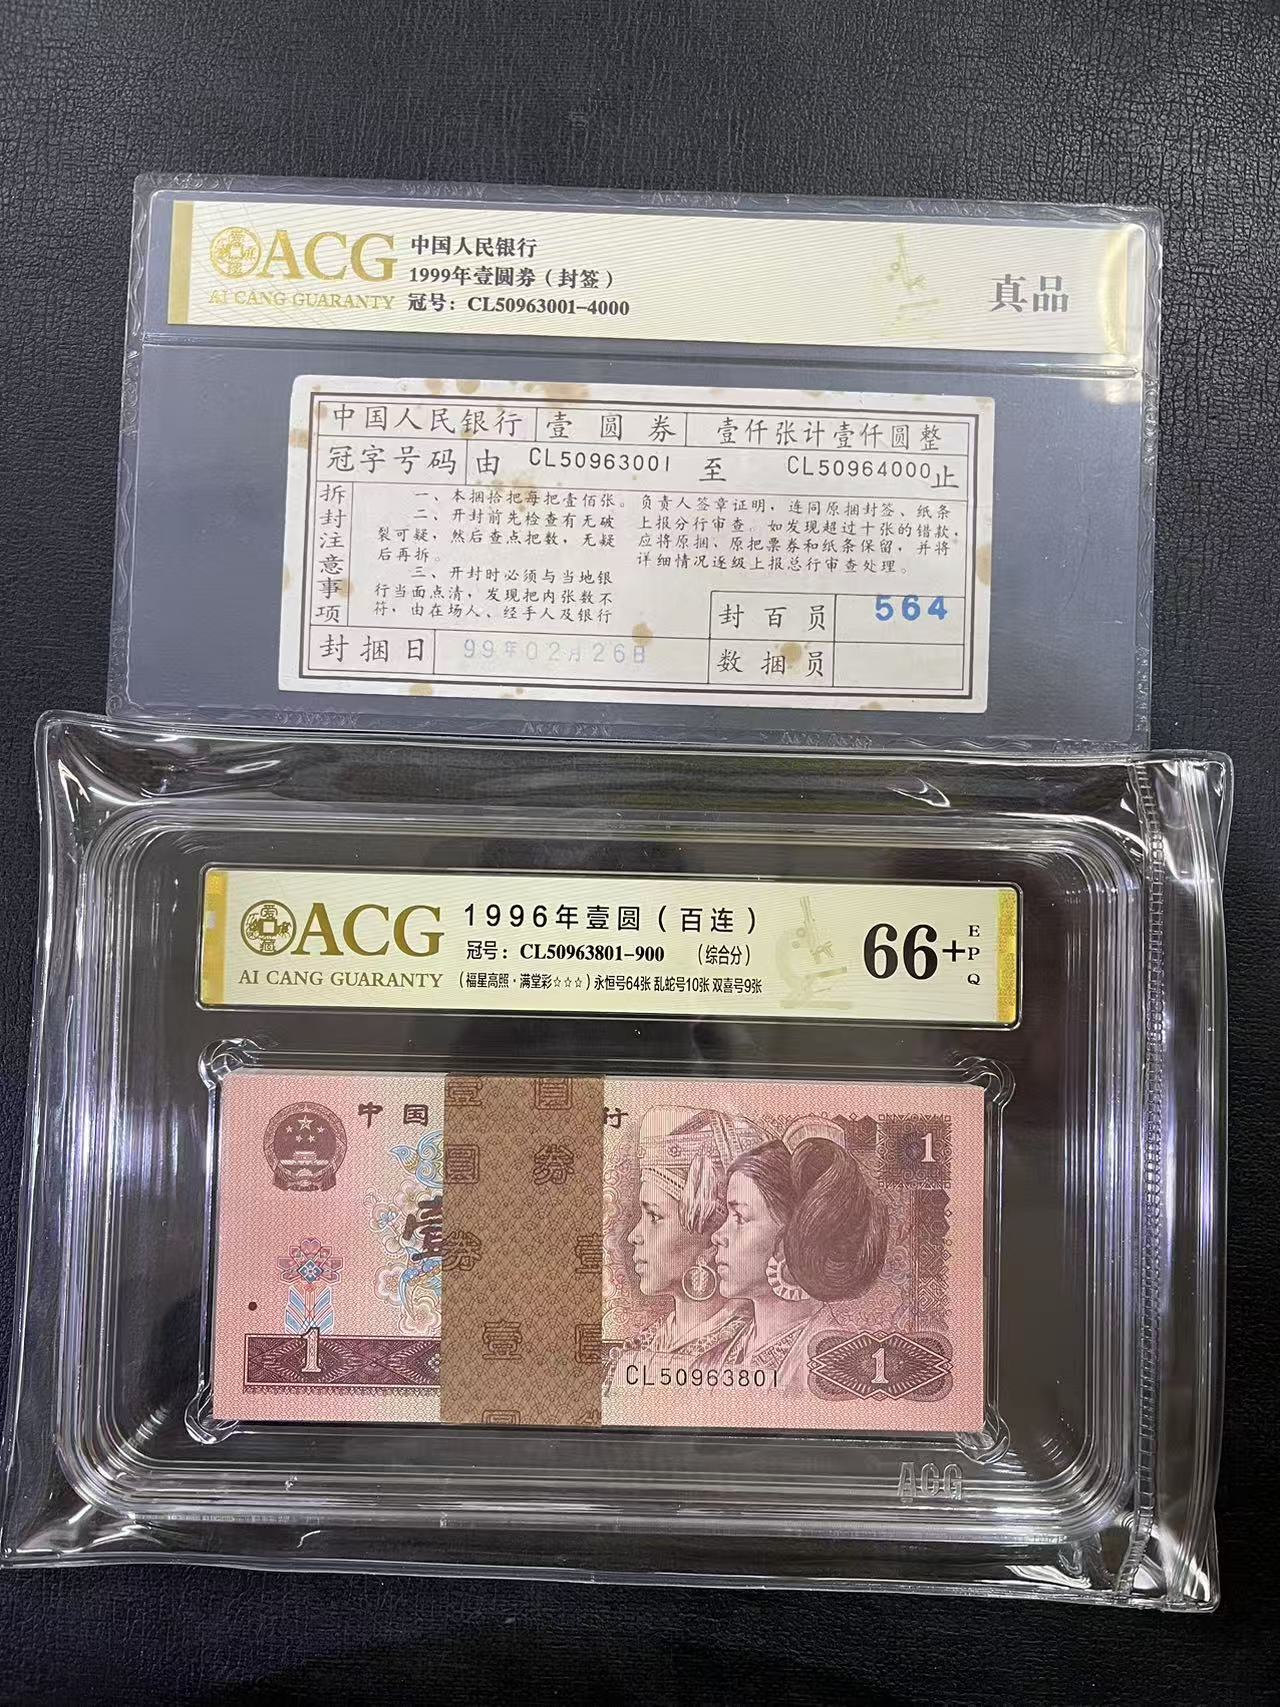 ACG
AI CANG GUARANTY
中国人民银行
1999年壹圆券（封签）
冠号：CL50963001-4000
真品
中国人民银行 壹圆券 壹仟张计壹仟圆整
冠字号码 由 CL50963001 至 CL50964000 止
拆封注意事项
一、本捆拾把每把壹佰张。
二、开封前先检查有无破
裂可疑，然后查点把数，无疑
后再拆。
三、开封时必须与当地银
行当面点清，发现把内张数不
符，由在场人、经手人及银行
负责人签章证明，连同原捆封签、纸条
上报分行审查。如发现超过十张的错款，
应将原捆、原把票券和纸条保留，并将
详细情况逐级上报总行审查处理。
封百员 564
封捆日 99年02月26日 数捆员
ACG
AI CANG GUARANTY
1996年壹圆（百连）
冠号：CL50963801-900 （综合分）
（福星高照·满堂彩☆☆☆）永恒号64张 乱蛇号10张 双喜号9张
66+
EPQ
中国
行
壹
壹圆
圆券
券壹
壹圆
圆
1
1
1
CL50963801
ACG